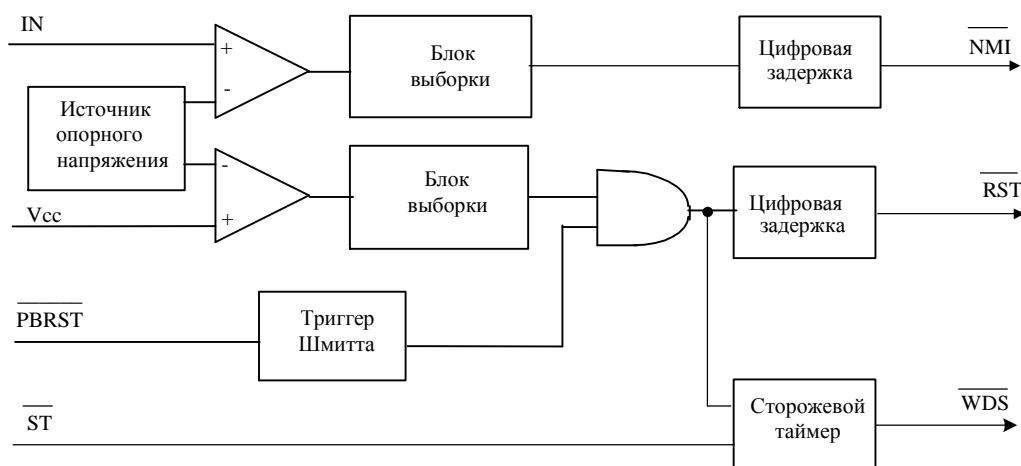 IN
+
-
Блок
выборки
Цифровая
задержка
NMI
Источник
опорного
напряжения
-
+
Vcc
Блок
выборки
Цифровая
задержка
RST
PBRST
Триггер
Шмитта
ST
Сторожевой
таймер
WDS